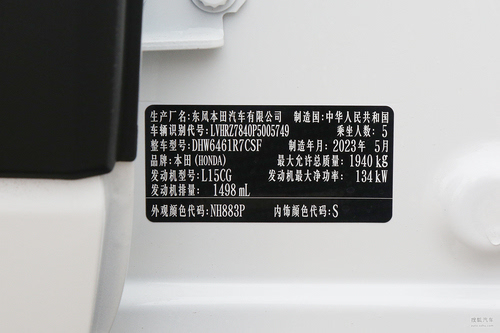 生产厂名：东风本田汽车有限公司 制造国：中华人民共和国
车辆识别代号：LVHRZ7840P5005749 乘坐人数：5
整车型号：DHW6461R7CSF 制造年月：2023年 5月
品牌：本田(HONDA) 最大允许总质量：1940 kg
发动机型号：L15CG 发动机最大净功率：134 kW
发动机排量：1498 mL
外观颜色代码：NH883P 内饰颜色代码：S
搜狐汽车